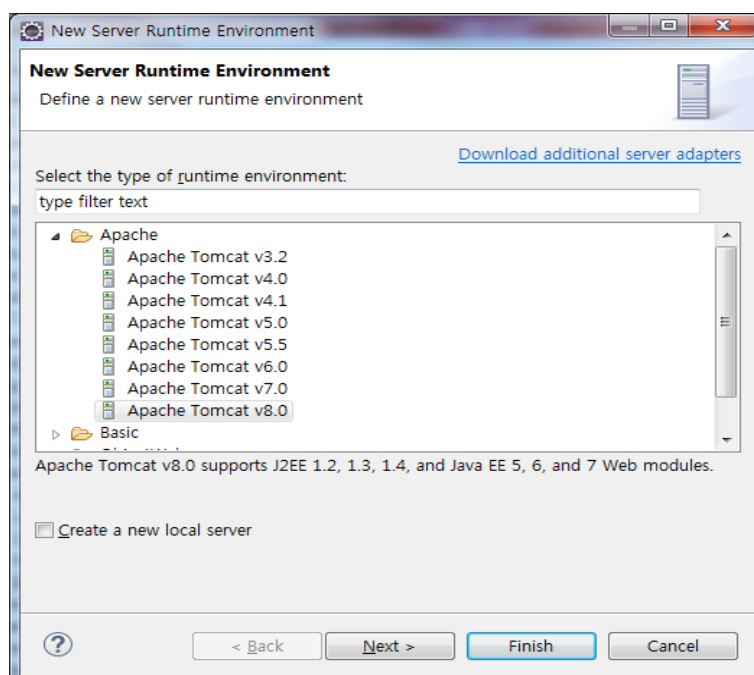 New Server Runtime Environment
New Server Runtime Environment
Define a new server runtime environment
Download additional server adapters
Select the type of runtime environment:
type filter text
Apache
Apache Tomcat v3.2
Apache Tomcat v4.0
Apache Tomcat v4.1
Apache Tomcat v5.0
Apache Tomcat v5.5
Apache Tomcat v6.0
Apache Tomcat v7.0
Apache Tomcat v8.0
Basic
Apache Tomcat v8.0 supports J2EE 1.2, 1.3, 1.4, and Java EE 5, 6, and 7 Web modules.
Create a new local server
? < Back Next > Finish Cancel